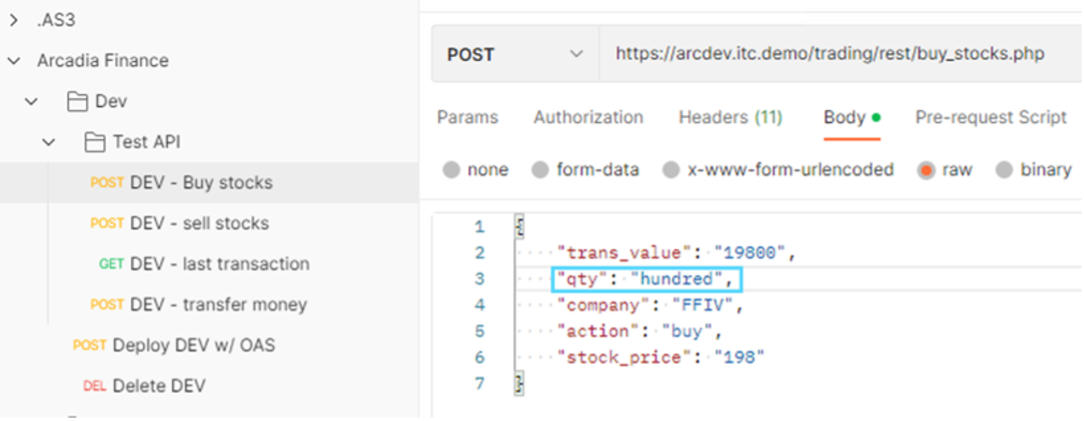 .AS3
Arcadia Finance
Dev
Test API
POST DEV - Buy stocks
POST DEV - sell stocks
GET DEV - last transaction
POST DEV - transfer money
POST Deploy DEV w/ OAS
DEL Delete DEV
POST https://arcdev.itc.demo/trading/rest/buy_stocks.php
Params Authorization Headers (11) Body Pre-request Script
none form-data x-www-form-urlencoded raw binary
1 {
2 "trans_value": "19800",
3 "qty": "hundred",
4 "company": "FFIV",
5 "action": "buy",
6 "stock_price": "198"
7 }